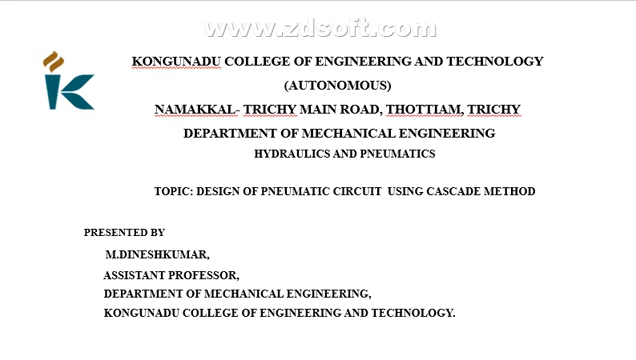 www.zdsoft.com
KONGUNADU COLLEGE OF ENGINEERING AND TECHNOLOGY
(AUTONOMOUS)
NAMAKKAL- TRICHY MAIN ROAD, THOTTIAM, TRICHY
DEPARTMENT OF MECHANICAL ENGINEERING
HYDRAULICS AND PNEUMATICS
TOPIC: DESIGN OF PNEUMATIC CIRCUIT  USING CASCADE METHOD
PRESENTED BY
M.DINESHKUMAR,
ASSISTANT PROFESSOR,
DEPARTMENT OF MECHANICAL ENGINEERING,
KONGUNADU COLLEGE OF ENGINEERING AND TECHNOLOGY.